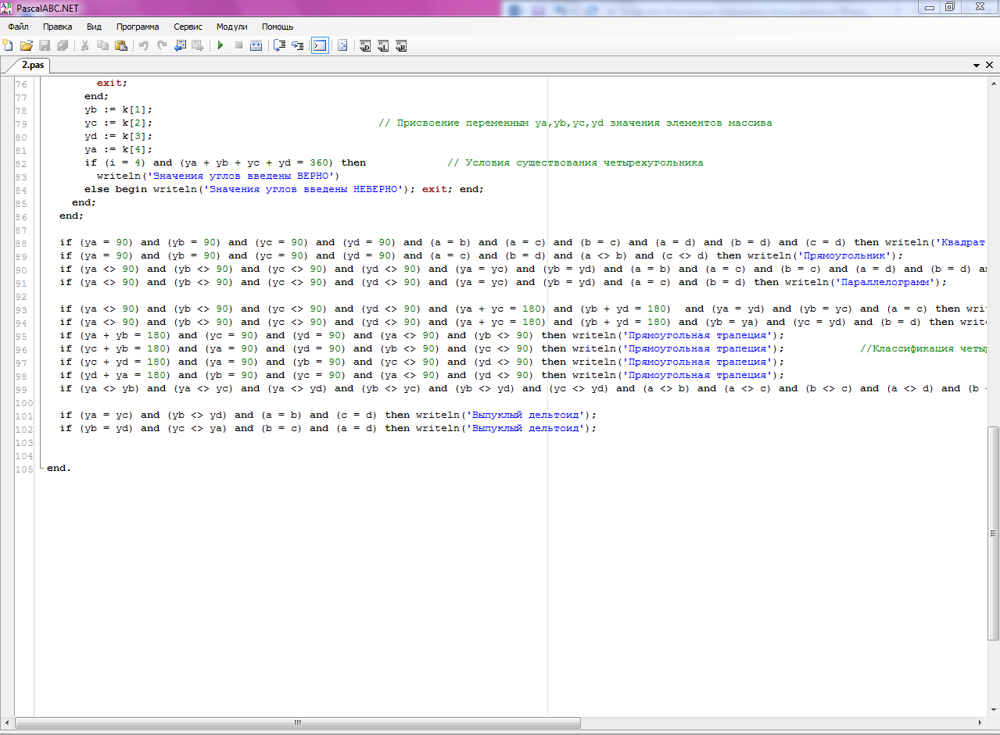 PascalABC.NET
Файл Правка Вид Программа Сервис Модули Помощь
2.pas
76 exit;
77 end;
78 yb := k[1];
79 yc := k[2]; // Присвоение переменным ya,yb,yc,yd значения элементов массива
80 yd := k[3];
81 ya := k[4];
82 if (i = 4) and (ya + yb + yc + yd = 360) then // Условия существования четырехугольника
83 writeln('Значения углов введены ВЕРНО')
84 else begin writeln('Значения углов введены НЕВЕРНО'); exit; end;
85 end;
86 end;
87
88 if (ya = 90) and (yb = 90) and (yc = 90) and (yd = 90) and (a = b) and (a = c) and (b = c) and (a = d) and (b = d) and (c = d) then writeln('Квадрат
89 if (ya = 90) and (yb = 90) and (yc = 90) and (yd = 90) and (a = c) and (b = d) and (a <> b) and (c <> d) then writeln('Прямоугольник');
90 if (ya <> 90) and (yb <> 90) and (yc <> 90) and (yd <> 90) and (ya = yc) and (yb = yd) and (a = b) and (a = c) and (b = c) and (a = d) and (b = d)
91 if (ya <> 90) and (yb <> 90) and (yc <> 90) and (yd <> 90) and (ya = yc) and (yb = yd) and (a = c) and (b = d) then writeln('Параллелограмм');
92
93 if (ya <> 90) and (yb <> 90) and (yc <> 90) and (yd <> 90) and (ya + yc = 180) and (yb + yd = 180) and (ya = yd) and (yb = yc) and (a = c) then wri
94 if (ya <> 90) and (yb <> 90) and (yc <> 90) and (yd <> 90) and (ya + yc = 180) and (yb + yd = 180) and (yb = ya) and (yc = yd) and (b = d) then writ
95 if (ya + yb = 180) and (yc = 90) and (yd = 90) and (ya <> 90) and (yb <> 90) then writeln('Прямоугольная трапеция');
96 if (yc + yb = 180) and (ya = 90) and (yd = 90) and (yb <> 90) and (yc <> 90) then writeln('Прямоугольная трапеция'); //Классификация четы
97 if (yc + yd = 180) and (ya = 90) and (yb = 90) and (yc <> 90) and (yd <> 90) then writeln('Прямоугольная трапеция');
98 if (yd + ya = 180) and (yb = 90) and (yc = 90) and (ya <> 90) and (yd <> 90) then writeln('Прямоугольная трапеция');
99 if (ya <> yb) and (ya <> yc) and (ya <> yd) and (yb <> yc) and (yb <> yd) and (yc <> yd) and (a <> b) and (a <> c) and (b <> c) and (a <> d) and (b
100
101 if (ya = yc) and (yb <> yd) and (a = b) and (c = d) then writeln('Выпуклый дельтоид');
102 if (yb = yd) and (yc <> ya) and (b = c) and (a = d) then writeln('Выпуклый дельтоид');
103
104
105 end.